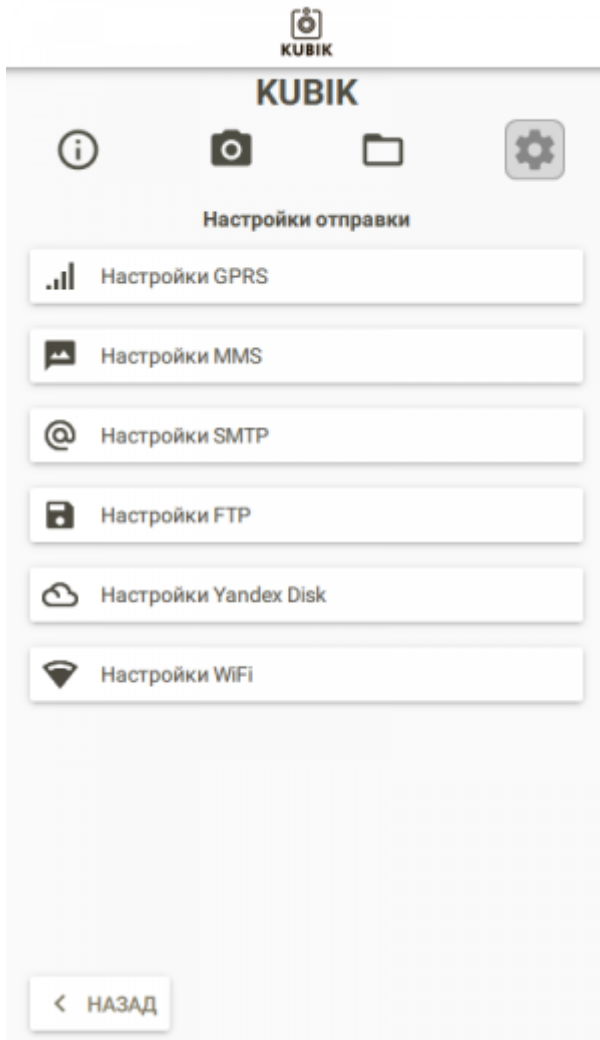 KUBIK
KUBIK
Настройки отправки
Настройки GPRS
Настройки MMS
Настройки SMTP
Настройки FTP
Настройки Yandex Disk
Настройки WiFi
НАЗАД